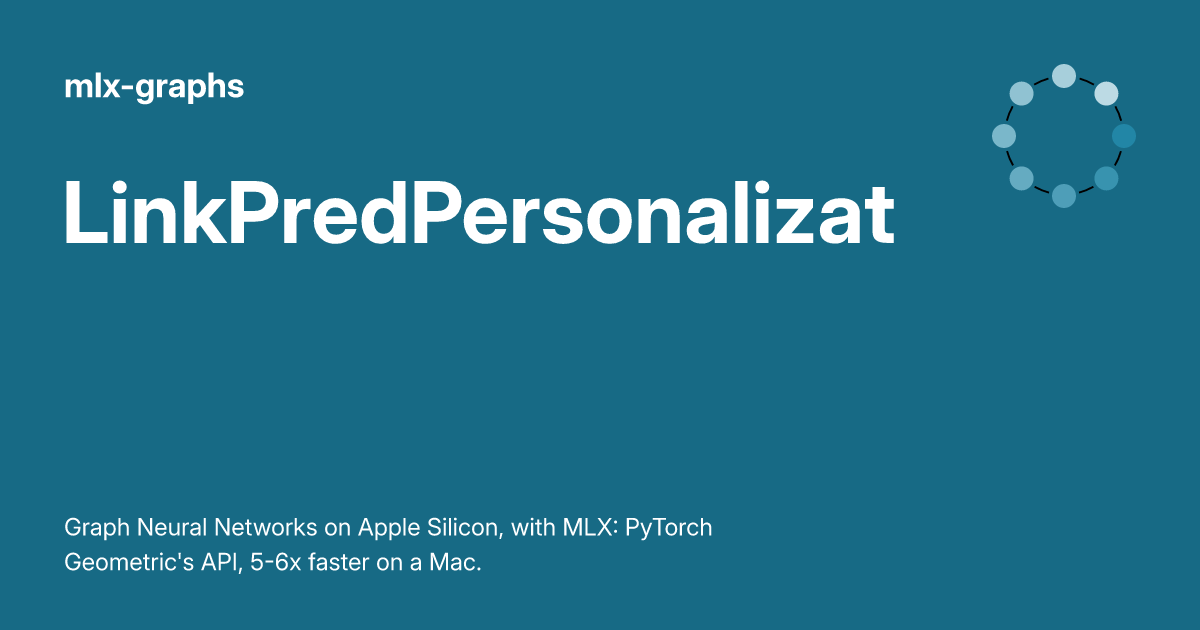 mlx-graphs
LinkPredPersonalizat
Graph Neural Networks on Apple Silicon, with MLX: PyTorch
Geometric's API, 5-6x faster on a Mac.